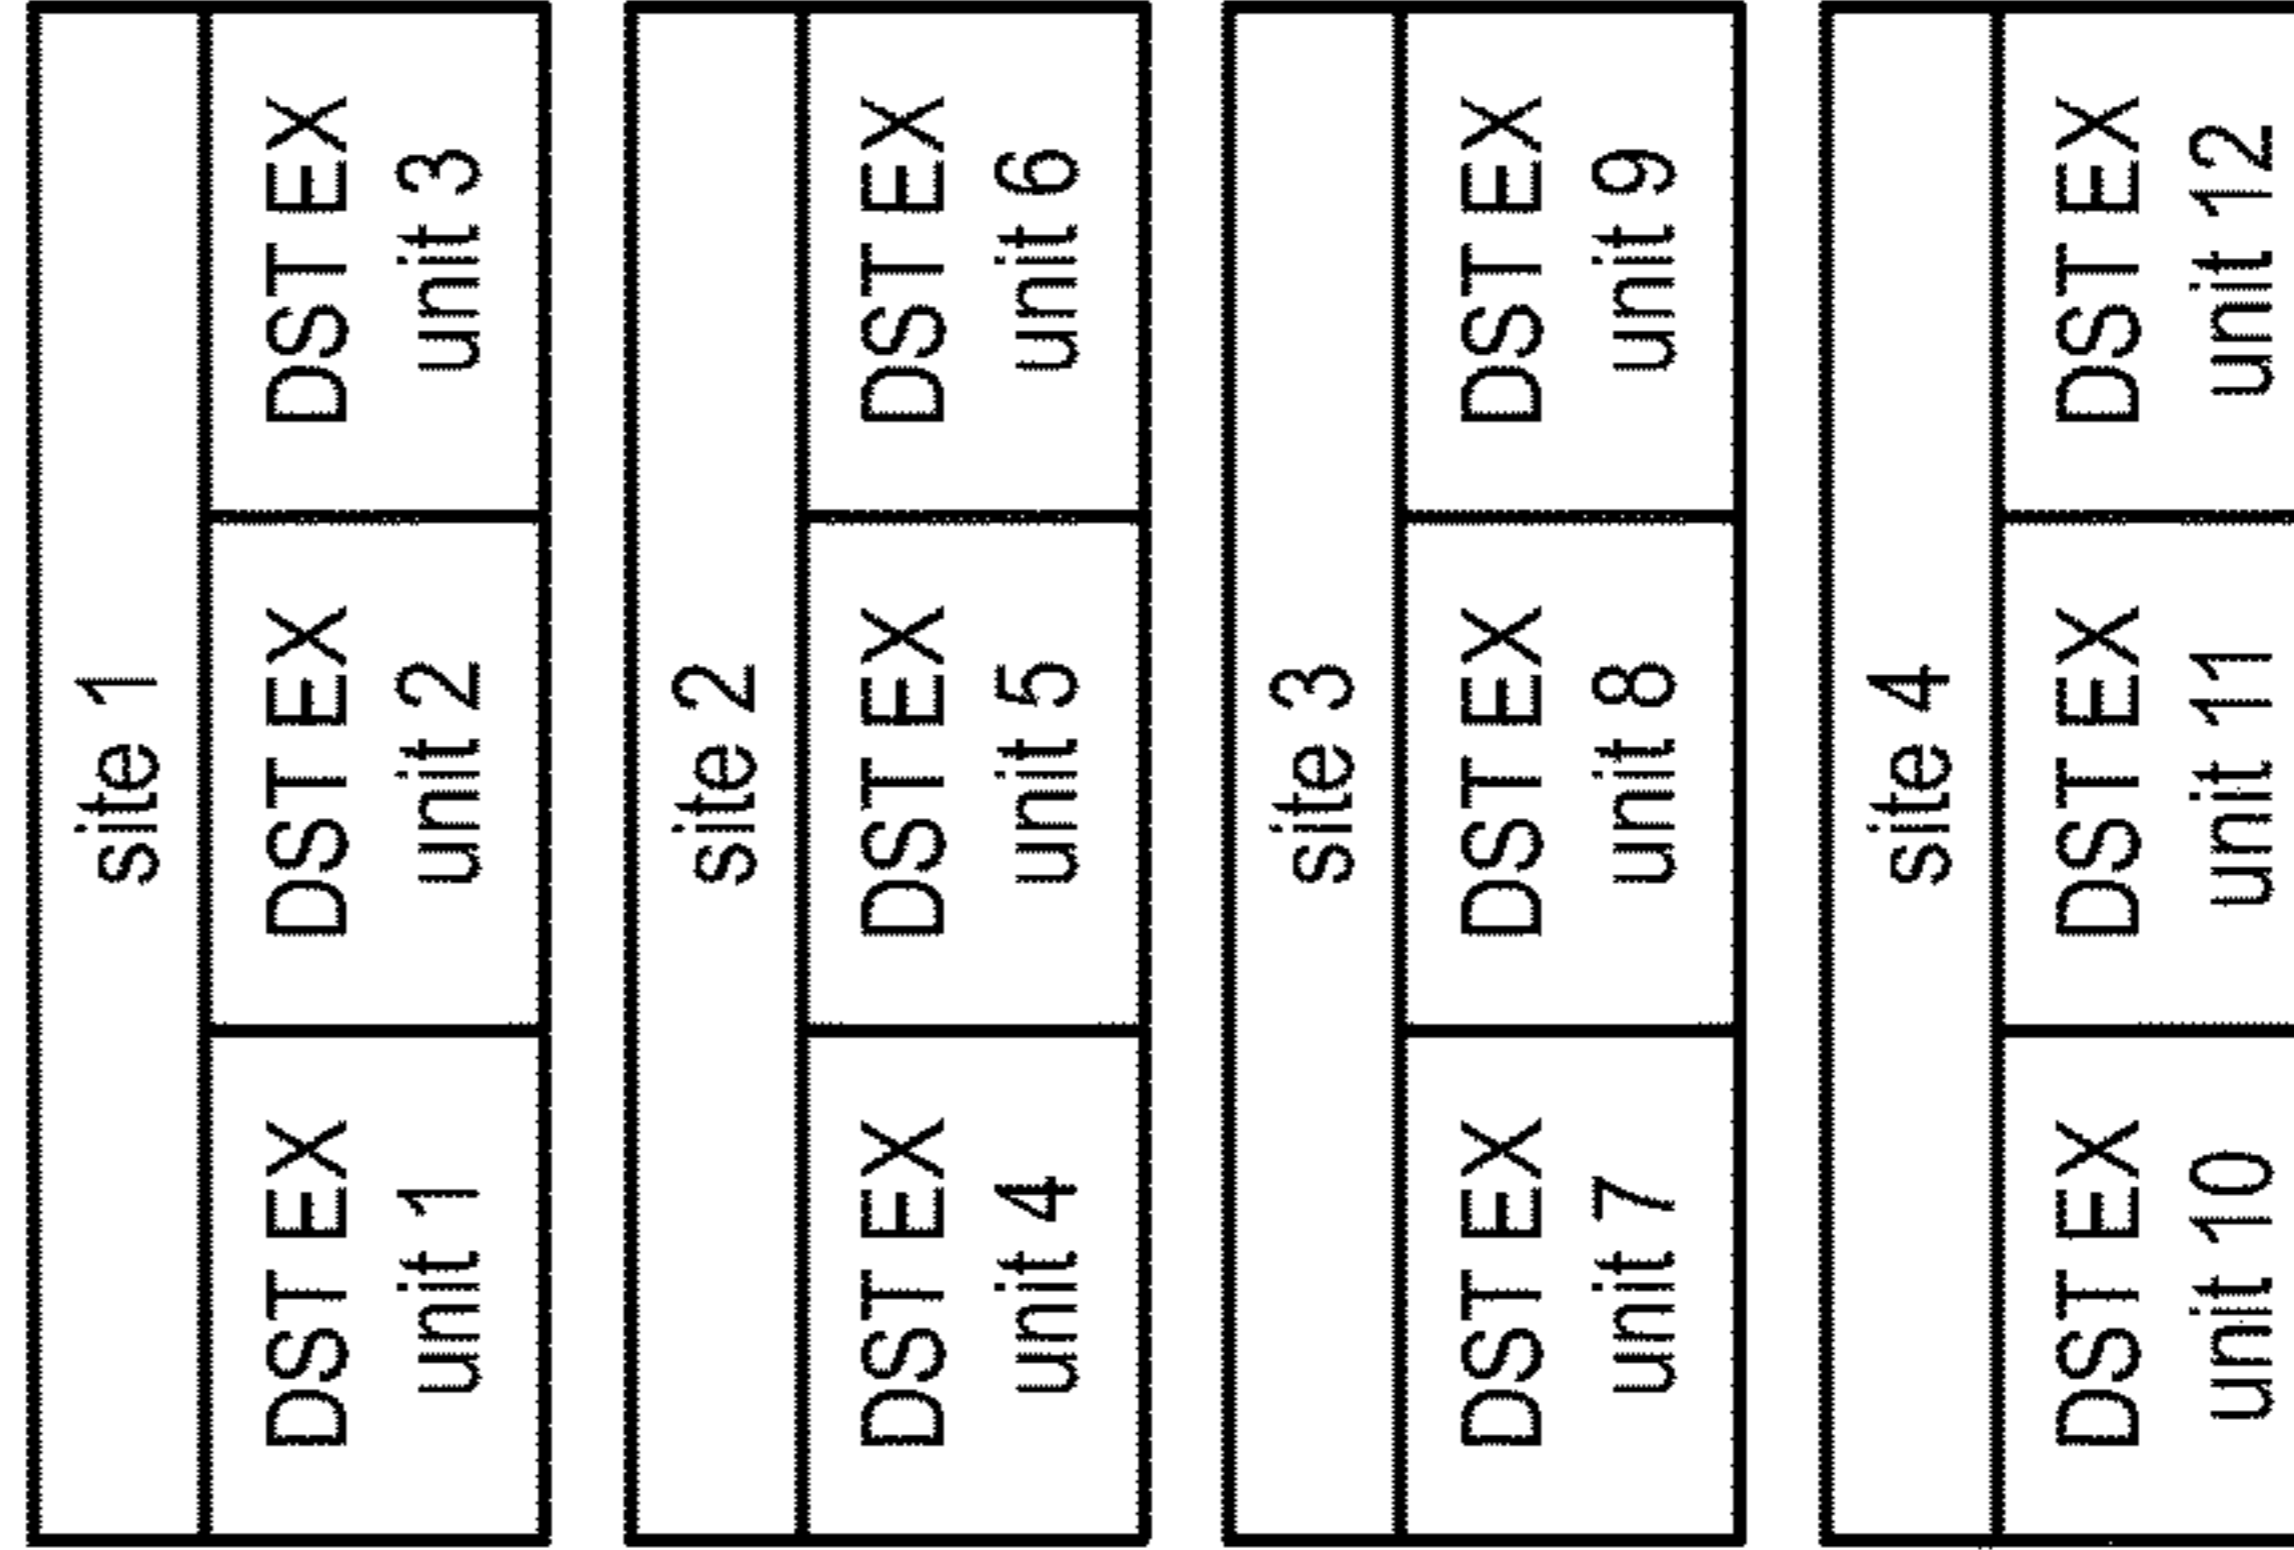 site 1
DST EX
unit 1
DST EX
unit 2
DST EX
unit 3
site 2
DST EX
unit 4
DST EX
unit 5
DST EX
unit 6
site 3
DST EX
unit 7
DST EX
unit 8
DST EX
unit 9
site 4
DST EX
unit 10
DST EX
unit 11
DST EX
unit 12